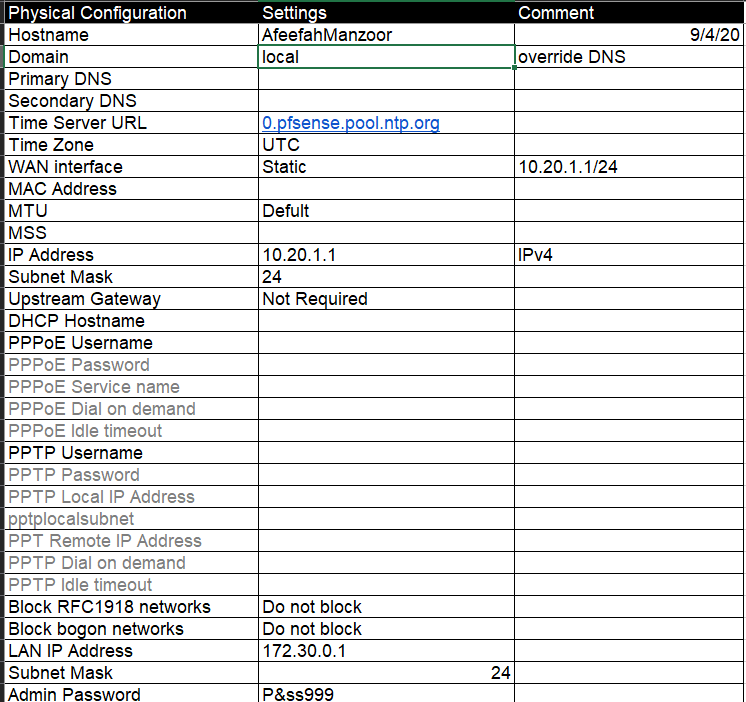 Physical Configuration Settings Comment
Hostname AfeefahManzoor 9/4/20
Domain local override DNS
Primary DNS
Secondary DNS
Time Server URL 0.pfsense.pool.ntp.org
Time Zone UTC
WAN interface Static 10.20.1.1/24
MAC Address
MTU Defult
MSS
IP Address 10.20.1.1 IPv4
Subnet Mask 24
Upstream Gateway Not Required
DHCP Hostname
PPPoE Username
PPPoE Password
PPPoE Service name
PPPoE Dial on demand
PPPoE Idle timeout
PPTP Username
PPTP Password
PPTP Local IP Address
pptplocalsubnet
PPT Remote IP Address
PPTP Dial on demand
PPTP Idle timeout
Block RFC1918 networks Do not block
Block bogon networks Do not block
LAN IP Address 172.30.0.1
Subnet Mask 24
Admin Password P&ss999